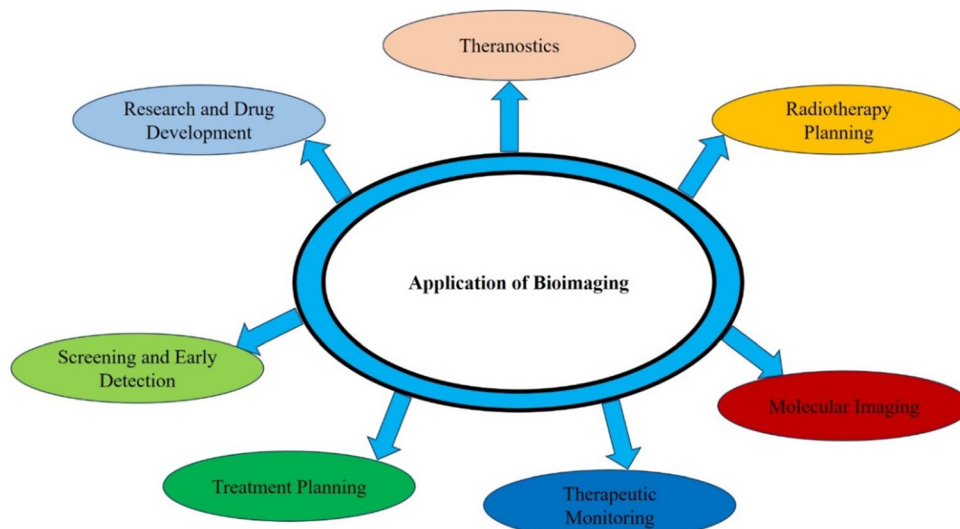 Theranostics
Research and Drug
Development
Radiotherapy
Planning
Application of Bioimaging
Screening and Early
Detection
Molecular Imaging
Treatment Planning
Therapeutic
Monitoring